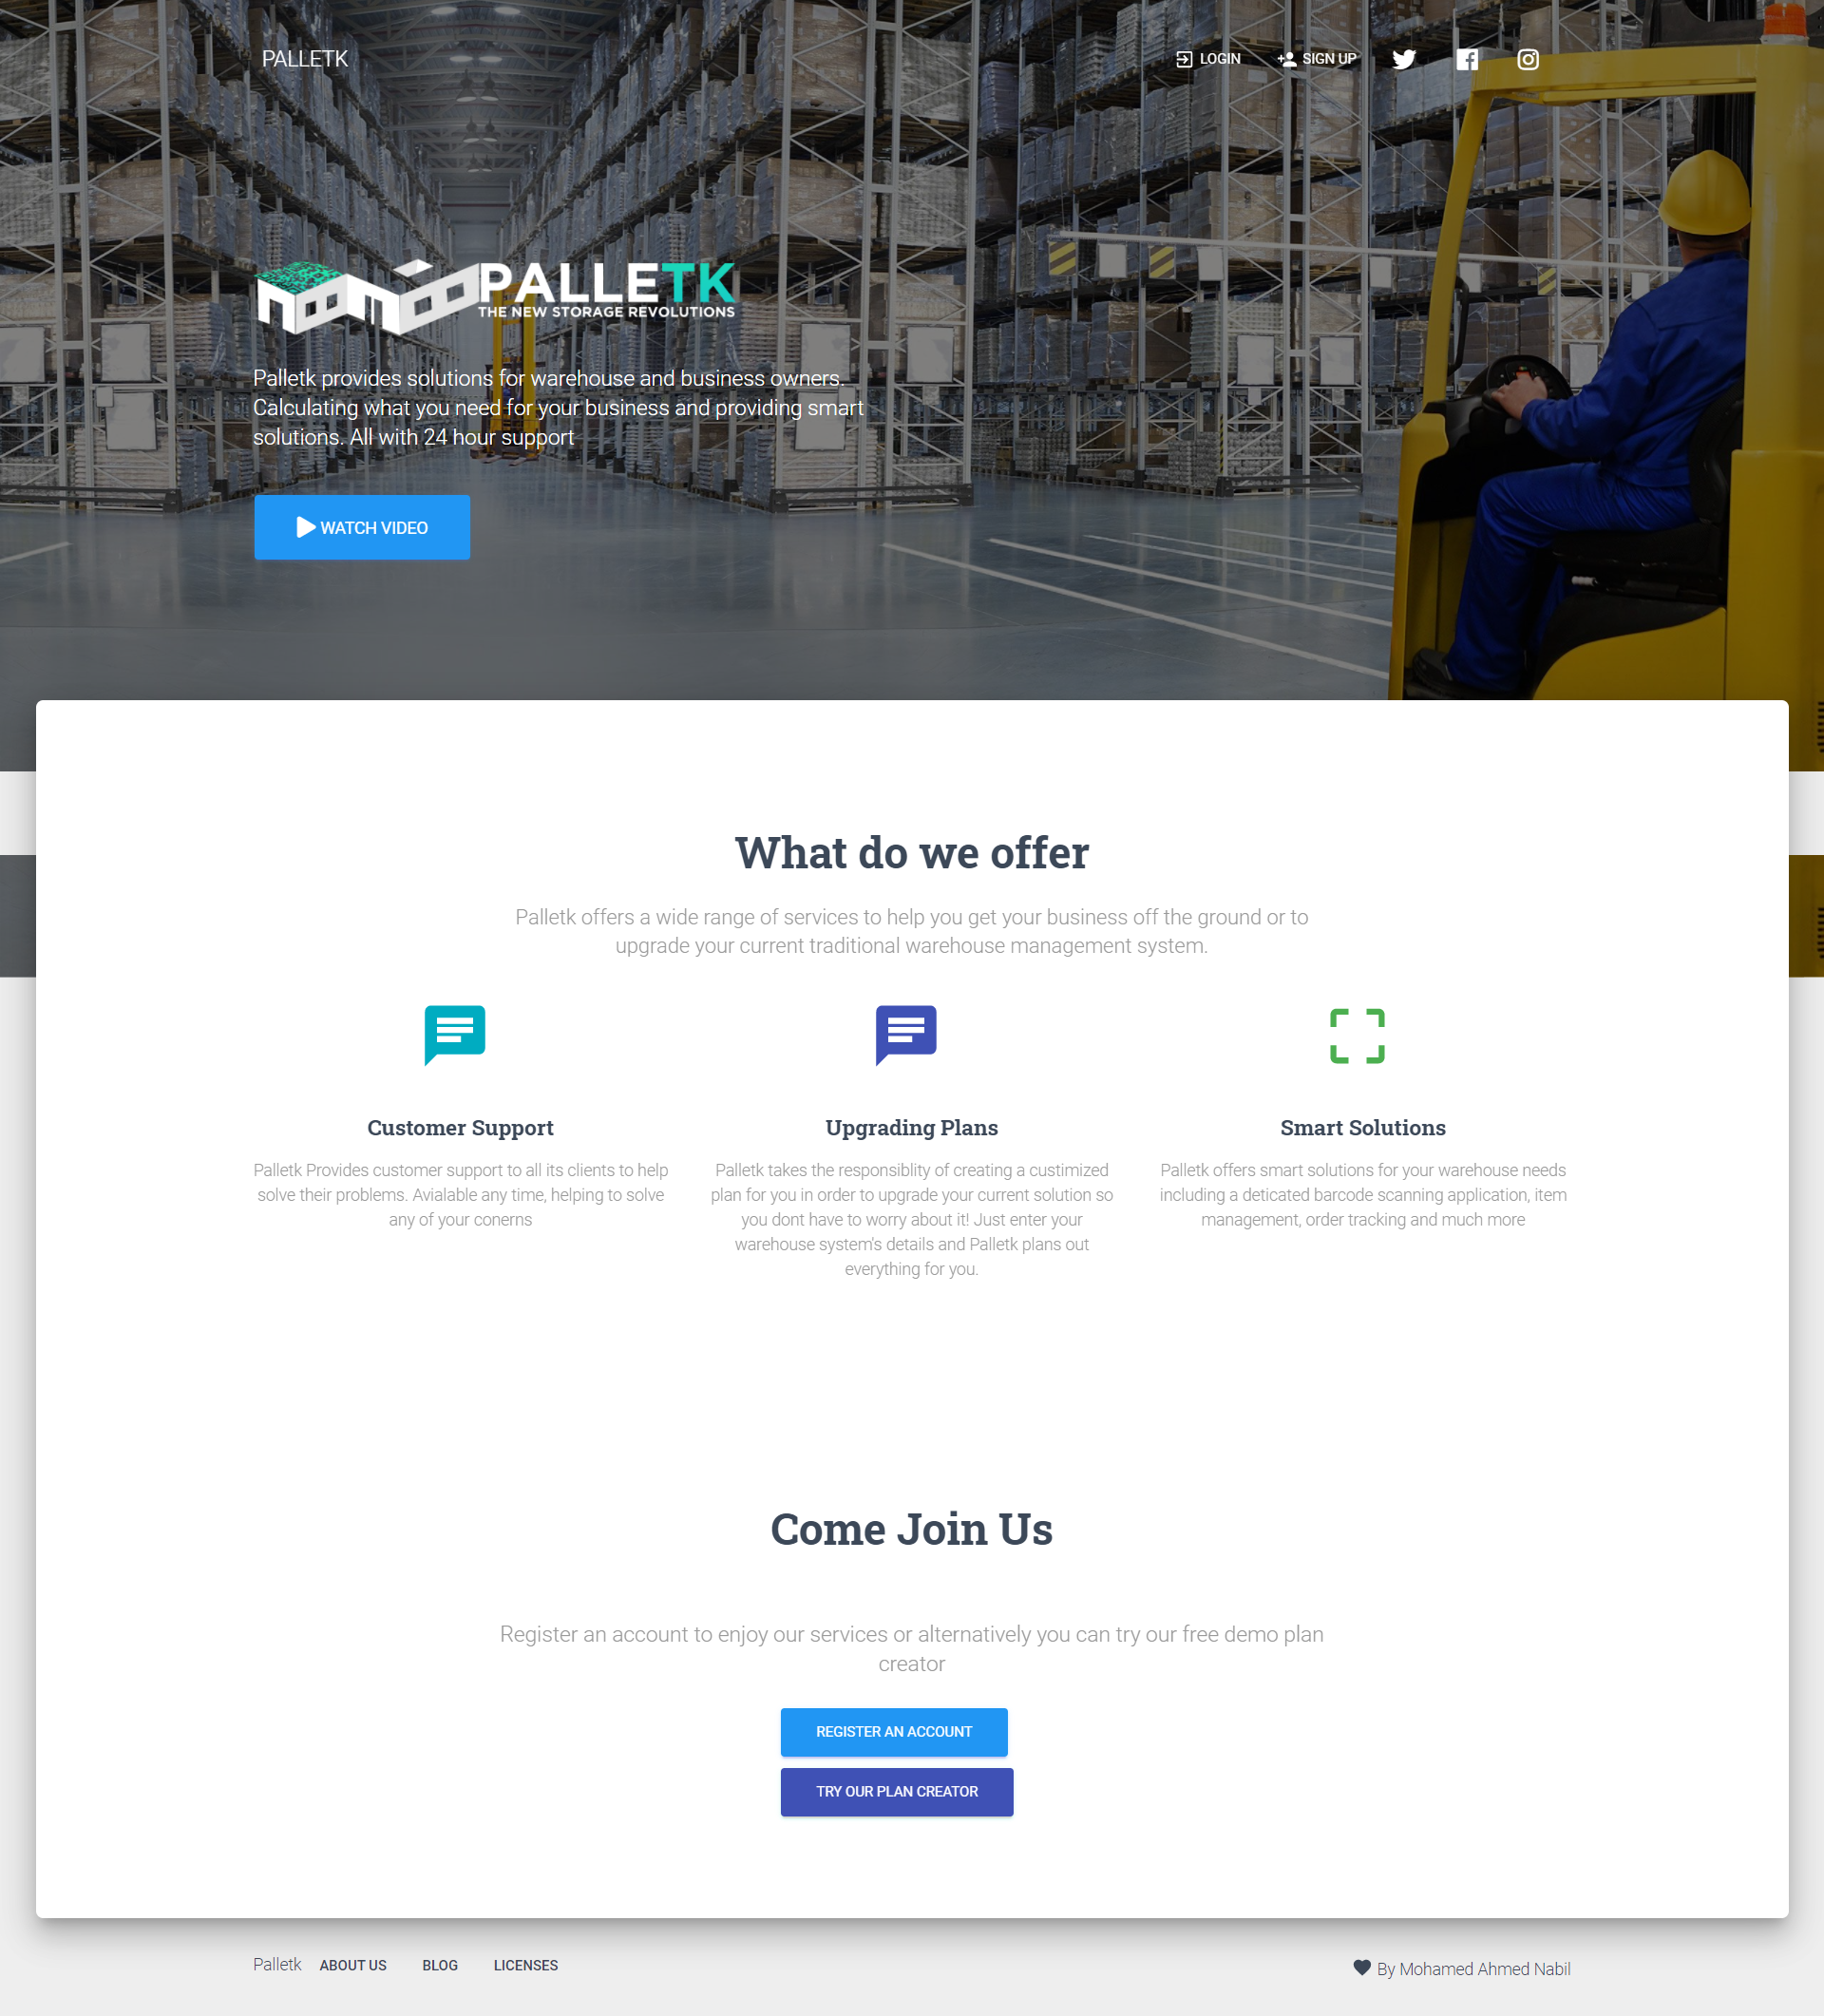 PALLETK
LOGIN
SIGN UP
PALLETK
THE NEW STORAGE REVOLUTIONS
Palletk provides solutions for warehouse and business owners.
Calculating what you need for your business and providing smart
solutions. All with 24 hour support
WATCH VIDEO
What do we offer
Palletk offers a wide range of services to help you get your business off the ground or to
upgrade your current traditional warehouse management system.
Customer Support
Palletk Provides customer support to all its clients to help
solve their problems. Avialable any time, helping to solve
any of your conerns
Upgrading Plans
Palletk takes the responsiblity of creating a custimized
plan for you in order to upgrade your current solution so
you dont have to worry about it! Just enter your
warehouse system's details and Palletk plans out
everything for you.
Smart Solutions
Palletk offers smart solutions for your warehouse needs
including a deticated barcode scanning application, item
management, order tracking and much more
Come Join Us
Register an account to enjoy our services or alternatively you can try our free demo plan
creator
REGISTER AN ACCOUNT
TRY OUR PLAN CREATOR
Palletk
ABOUT US
BLOG
LICENSES
By Mohamed Ahmed Nabil